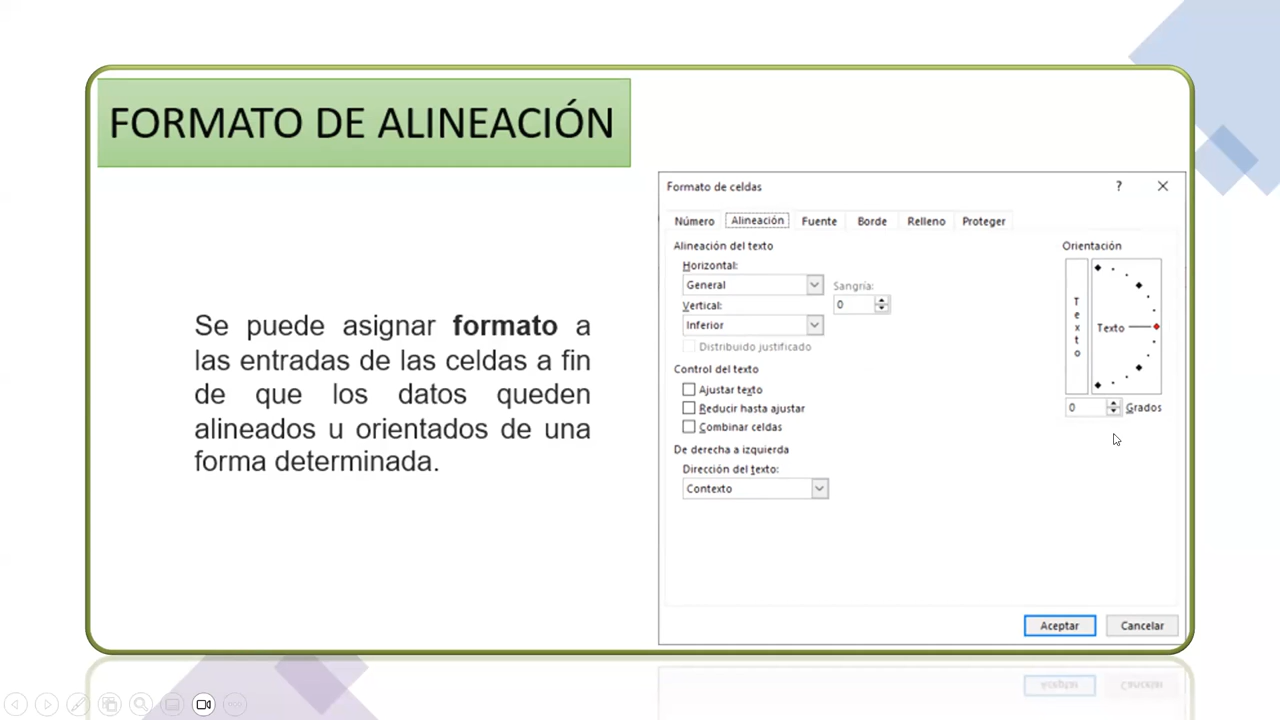 FORMATO DE ALINEACIÓN
Se puede asignar formato a
las entradas de las celdas a fin
de que los datos queden
alineados u orientados de una
forma determinada.
Formato de celdas ?
Número Alineación Fuente Borde Relleno Proteger
Alineación del texto
Horizontal:
General
Sangría:
0
Vertical:
Inferior
Distribuido justificado
Control del texto
Ajustar texto
Reducir hasta ajustar
Combinar celdas
De derecha a izquierda
Dirección del texto:
Contexto
Orientación
Texto
Texto
0 Grados
Aceptar Cancelar
Aceptar Cancelar